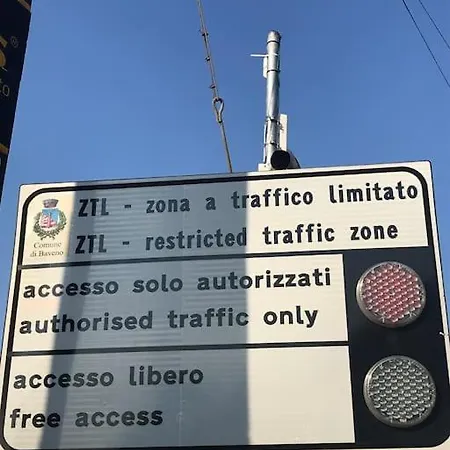 ZTL - zona a traffico limitato
Comune
di Baveno
ZTL - restricted traffic zone
accesso solo autorizzati
authorised traffic only
accesso libero
free access